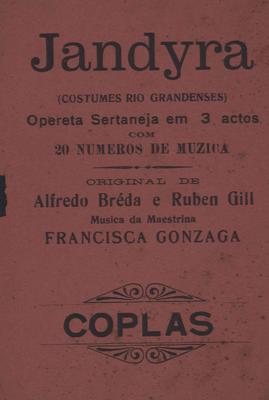 Jandyra
(COSTUMES RIO GRANDENSES)
Opereta Sertaneja em 3 actos
COM
20 NUMEROS DE MUZICA
ORIGINAL DE
Alfredo Bréda e Ruben Gill
Musica da Maestrina
FRANCISCA GONZAGA
COPLAS